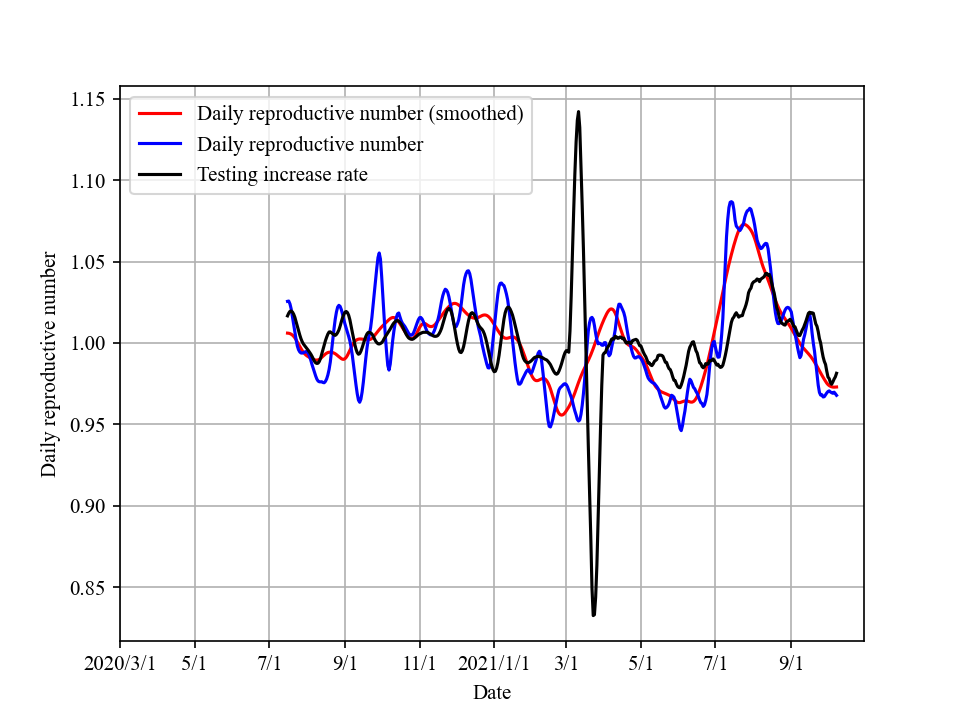 Daily reproductive number (smoothed)
Daily reproductive number
Testing increase rate
1.15
1.10
1.05
1.00
0.95
0.90
0.85
Daily reproductive number
2020/3/1 5/1 7/1 9/1 11/1 2021/1/1 3/1 5/1 7/1 9/1
Date